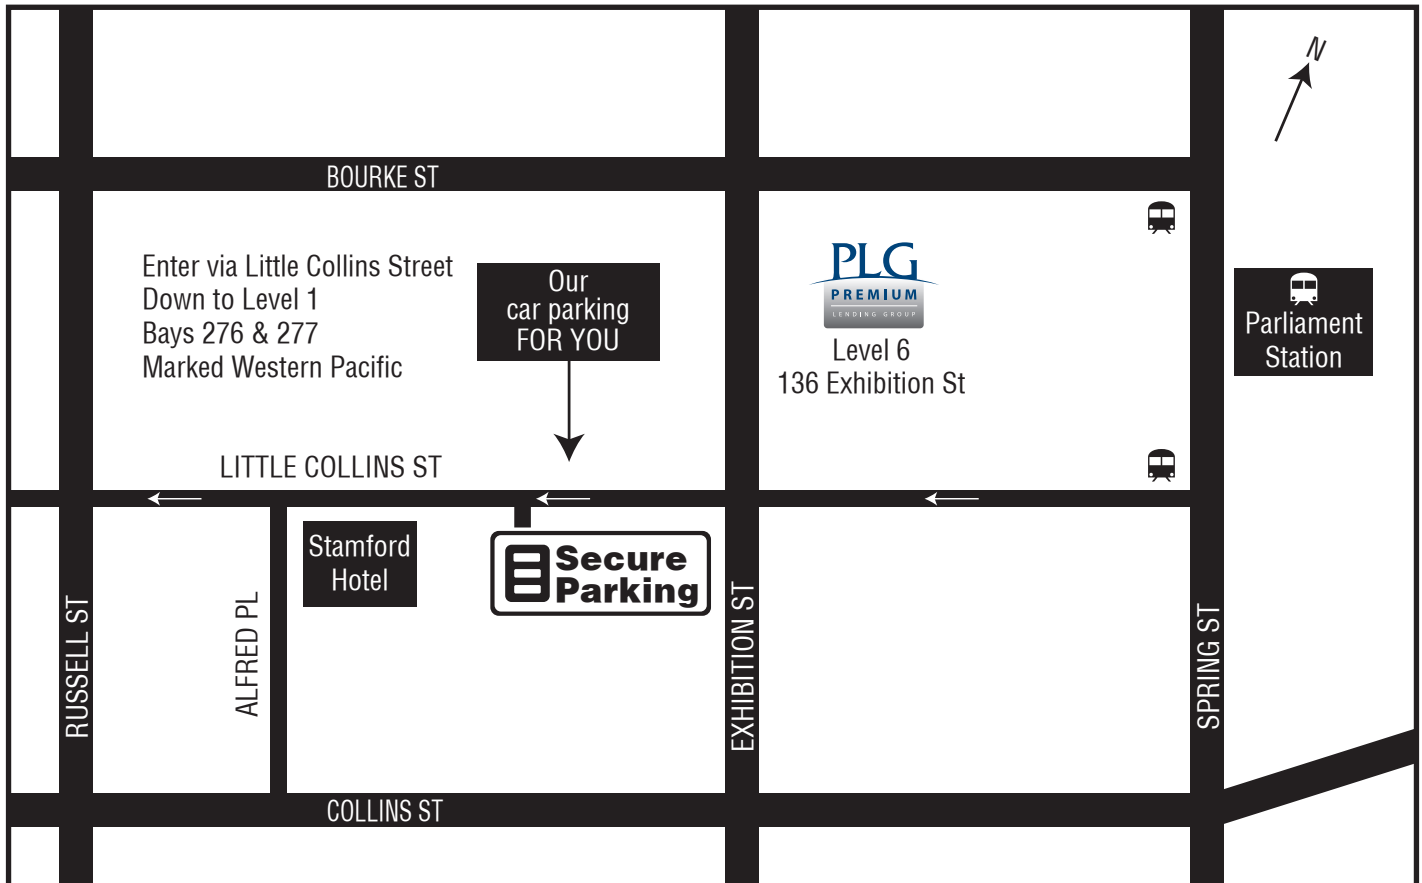 N
BOURKE ST
Enter via Little Collins Street
Down to Level 1
Bays 276 & 277
Marked Western Pacific
Our
car parking
FOR YOU
PLG
PREMIUM
LENDING GROUP
Level 6
136 Exhibition St
Parliament
Station
LITTLE COLLINS ST
Stamford
Hotel
Secure
Parking
RUSSELL ST
ALFRED PL
EXHIBITION ST
SPRING ST
COLLINS ST